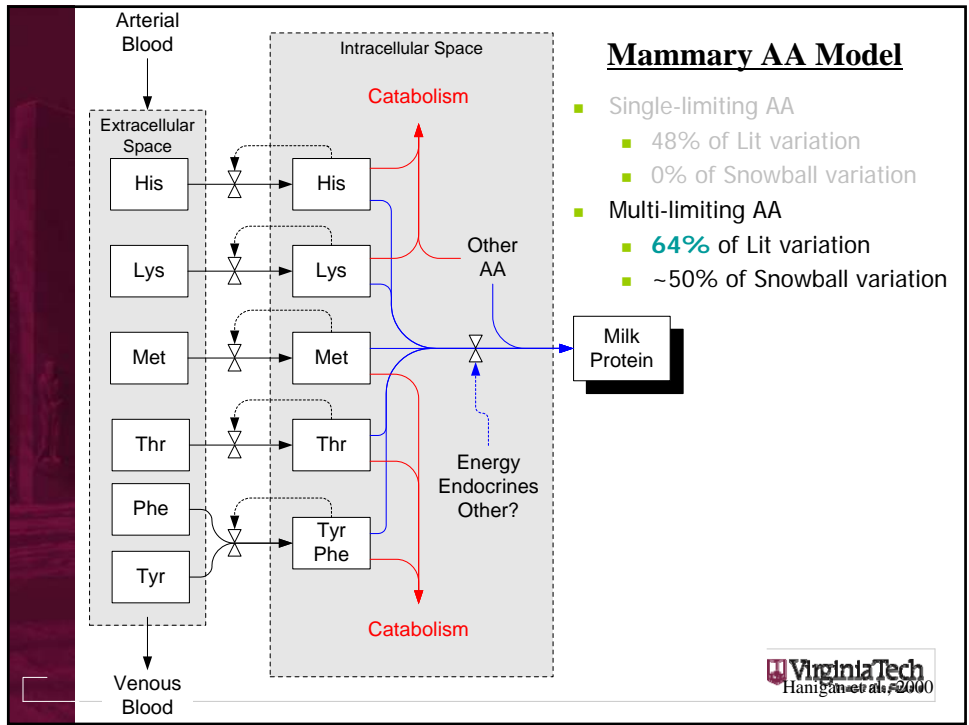 Arterial
Blood
Extracellular
Space
His
Lys
Met
Thr
Phe
Tyr
Venous
Blood
Intracellular Space
Catabolism
His
Lys
Met
Thr
Tyr
Phe
Catabolism
Other
AA
Energy
Endocrines
Other?
Milk
Protein
Mammary AA Model
Single-limiting AA
48% of Lit variation
0% of Snowball variation
Multi-limiting AA
64% of Lit variation
~50% of Snowball variation
VirginiaTech
Hanigan et al., 2000